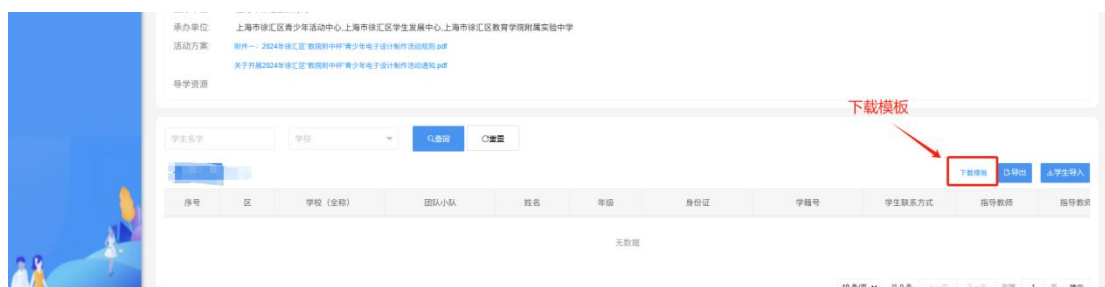 承办单位: 上海市徐汇区青少年活动中心,上海市徐汇区学生发展中心,上海市徐汇区教育学院附属实验中学
活动方案: 附件一：2024年徐汇区"教院附中杯"青少年电子设计制作活动规则.pdf
关于开展2024年徐汇区"教院附中杯"青少年电子设计制作活动通知.pdf
导学资源
下载模板
学生名字 学校 查询 重置
下载模板 导出 学生导入
序号 区 学校（全称） 团队小队 姓名 年级 身份证 学籍号 学生联系方式 指导教师 指导教师
无数据